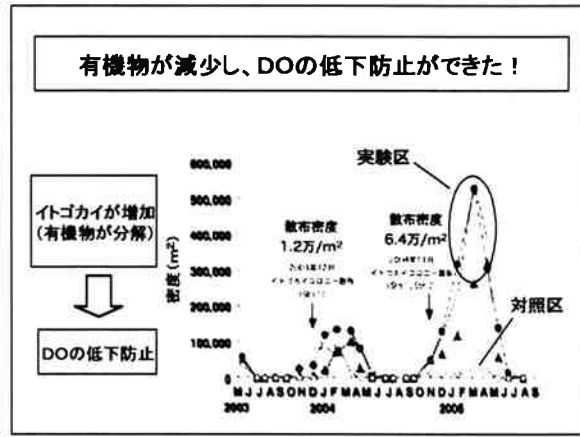 有機物が減少し、DOの低下防止ができた！
イトゴカイが増加
(有機物が分解)
DOの低下防止
密度(m²)
600,000
500,000
400,000
300,000
200,000
100,000
0
実験区
散布密度
1.2万/m²
散布密度
6.4万/m²
対照区
M J J A S O N D J F M A M J J A S O N D J F M A M J J A S
2003
2004